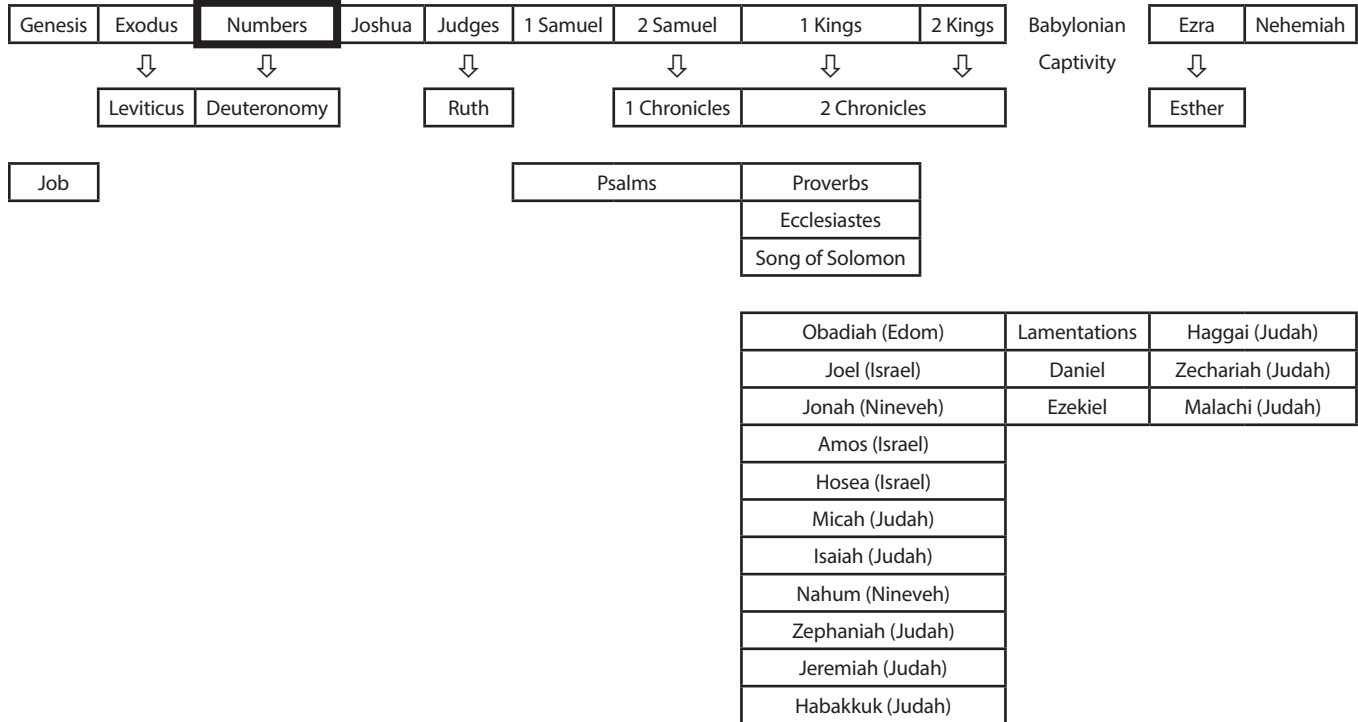 Genesis Exodus Numbers Joshua Judges 1 Samuel 2 Samuel 1 Kings 2 Kings Babylonian Captivity Ezra Nehemiah
Leviticus Deuteronomy Ruth 1 Chronicles 2 Chronicles Esther
Job Psalms Proverbs
Ecclesiastes
Song of Solomon
Obadiah (Edom) Lamentations Haggai (Judah)
Joel (Israel) Daniel Zechariah (Judah)
Jonah (Nineveh) Ezekiel Malachi (Judah)
Amos (Israel)
Hosea (Israel)
Micah (Judah)
Isaiah (Judah)
Nahum (Nineveh)
Zephaniah (Judah)
Jeremiah (Judah)
Habakkuk (Judah)